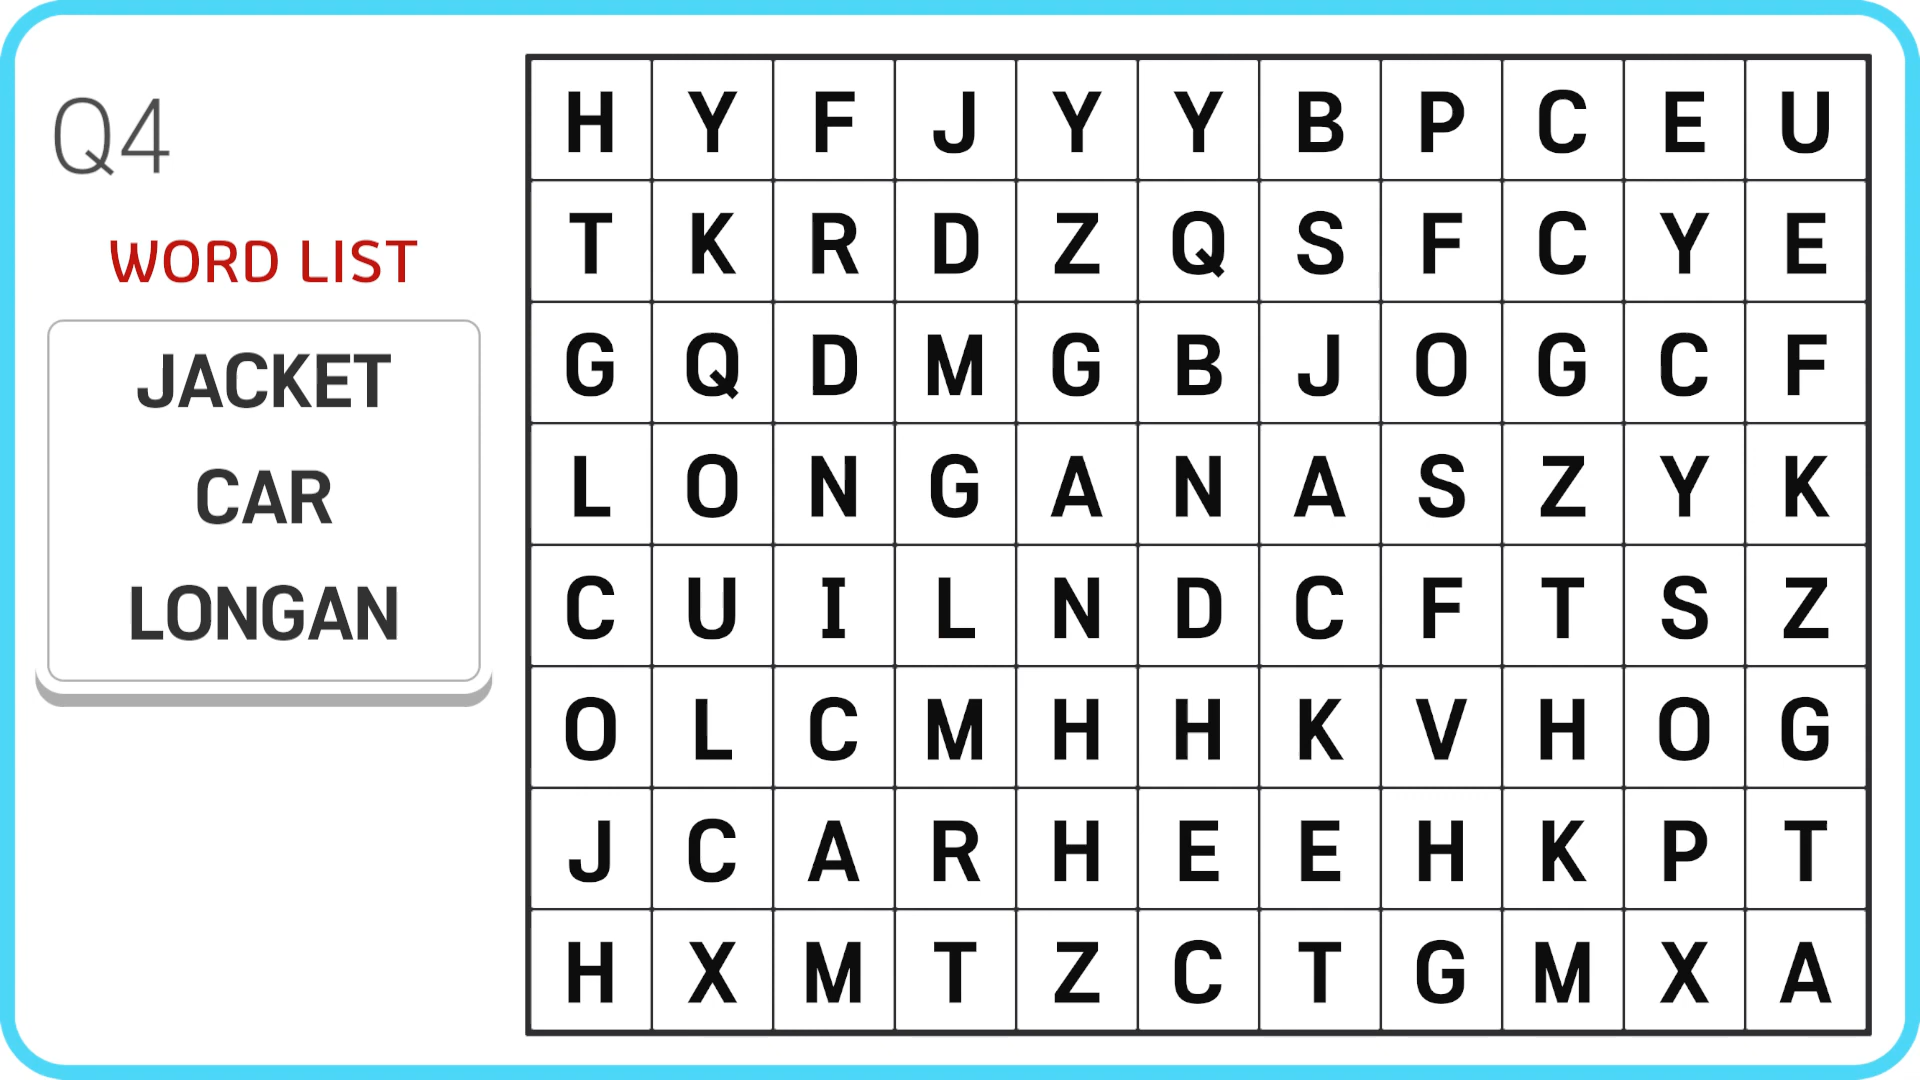 Q4
WORD LIST
JACKET
CAR
LONGAN
H Y F J Y Y B P C E U
T K R D Z Q S F C Y E
G Q D M G B J O G C F
L O N G A N A S Z Y K
C U I L N D C F T S Z
O L C M H H K V H O G
J C A R H E E H K P T
H X M T Z C T G M X A